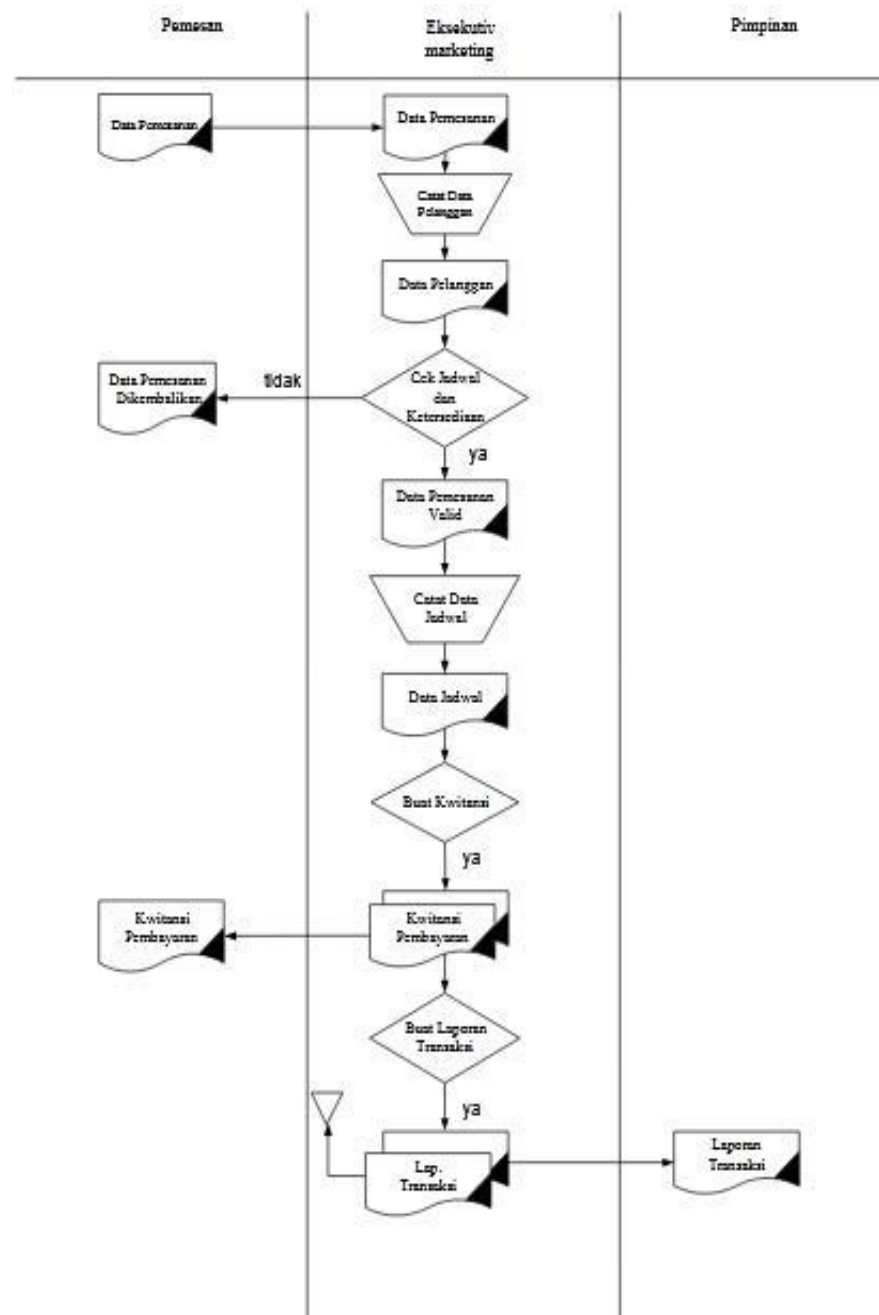 Pemesan
Eksekutiv
marketing
Pimpinan
Data Pemesanan
Data Pemesanan
Catat Data
Pelanggan
Data Pelanggan
Cek Jadwal
dan
Ketersediaan
tidak
Data Pemesanan
Dikembalikan
ya
Data Pemesanan
Valid
Catat Data
Jadwal
Data Jadwal
Buat Kwitansi
ya
Kwitansi
Pembayaran
Kwitansi
Pembayaran
Buat Laporan
Transaksi
ya
Lap.
Transaksi
Laporan
Transaksi